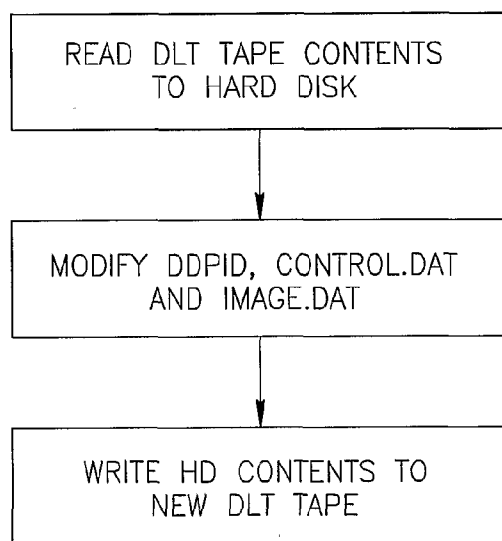 READ DLT TAPE CONTENTS
TO HARD DISK
MODIFY DDPID, CONTROL.DAT
AND IMAGE.DAT
WRITE HD CONTENTS TO
NEW DLT TAPE